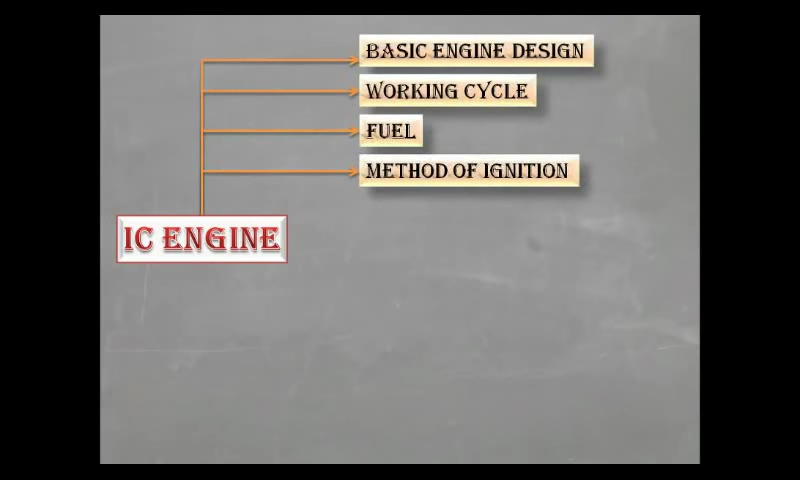 BASIC ENGINE DESIGN
WORKING CYCLE
FUEL
METHOD OF IGNITION
IC ENGINE